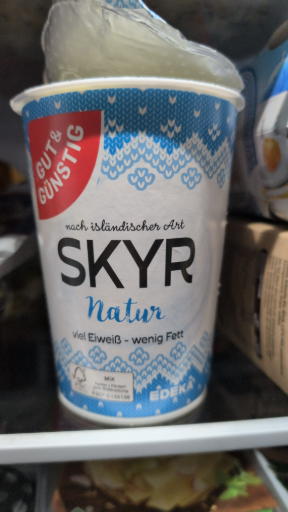 GUT&
GÜNSTIG
nach isländischer Art
SKYR
Natur
viel Eiweiß - wenig Fett
EDEKA